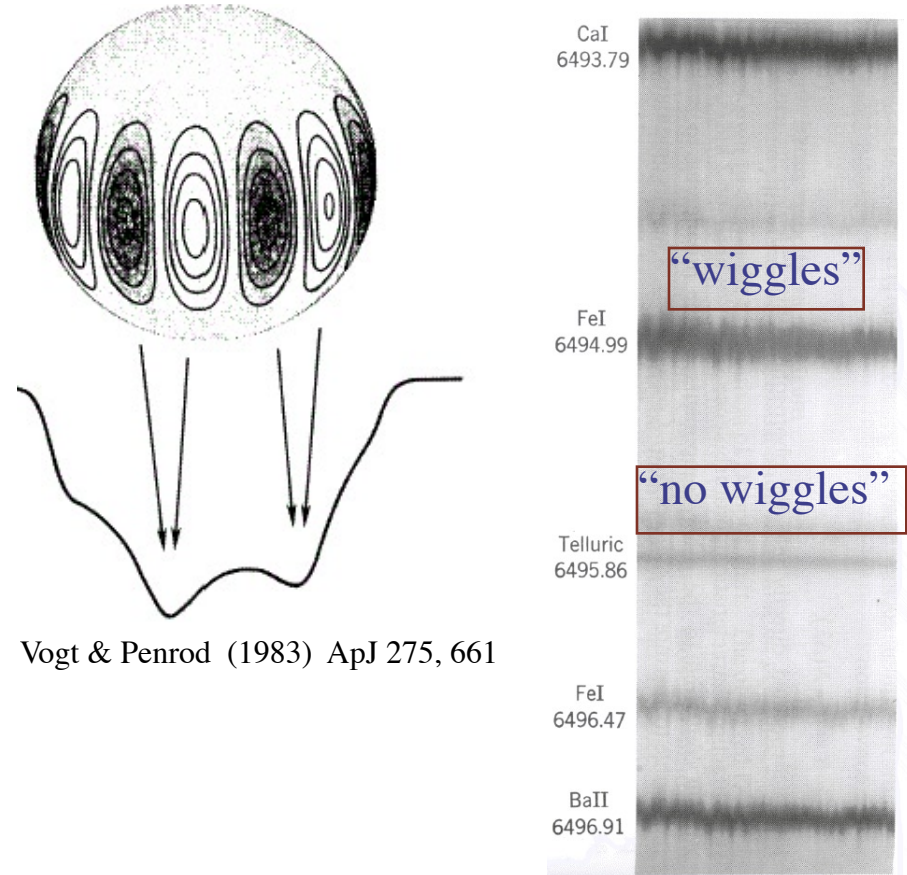 Vogt & Penrod (1983) ApJ 275, 661
CaI
6493.79
“wiggles”
FeI
6494.99
“no wiggles”
Telluric
6495.86
FeI
6496.47
BaII
6496.91